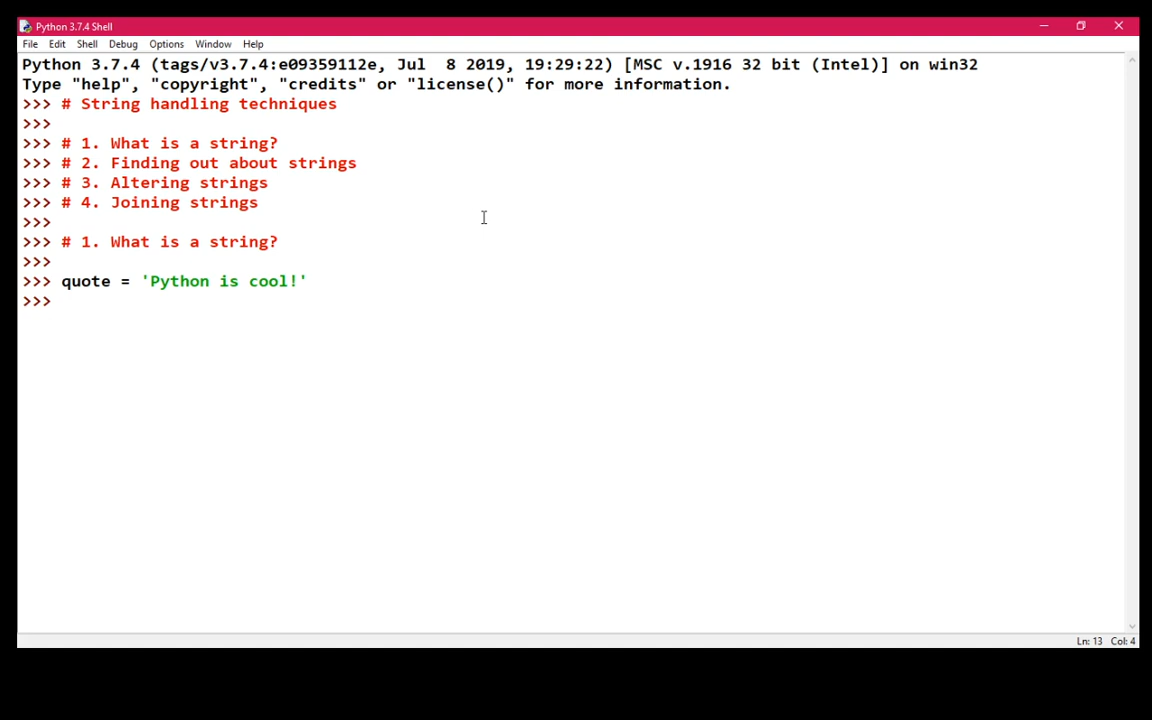 Python 3.7.4 Shell
File Edit Shell Debug Options Window Help
Python 3.7.4 (tags/v3.7.4:e09359112e, Jul  8 2019, 19:29:22) [MSC v.1916 32 bit (Intel)] on win32
Type "help", "copyright", "credits" or "license()" for more information.
>>> # String handling techniques
>>>
>>> # 1. What is a string?
>>> # 2. Finding out about strings
>>> # 3. Altering strings
>>> # 4. Joining strings
>>>
>>> # 1. What is a string?
>>>
>>> quote = 'Python is cool!'
>>>
Ln: 13 Col: 4